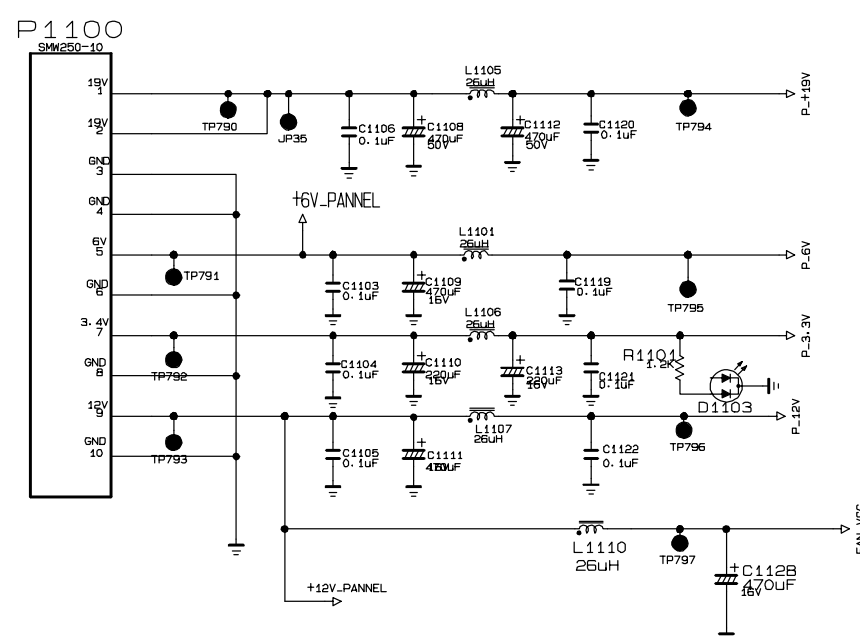 P1100
SMW250-10
19V
1
19V
2
GND
3
GND
4
6V
5
GND
6
3.4V
7
GND
8
12V
9
GND
10
TP790
JP35
C1106
0.1uF
C1108
470uF
50V
L1105
26uH
C1112
470uF
50V
C1120
0.1uF
TP794
P_+19V
+6V_PANNEL
TP791
C1103
0.1uF
C1109
470uF
16V
L1101
26uH
C1119
0.1uF
TP795
P_6V
TP792
C1104
0.1uF
C1110
220uF
16V
L1106
26uH
C1113
220uF
16V
C1121
0.1uF
R1101
1.2K
D1103
P_3.3V
TP793
C1105
0.1uF
C1111
L1107
26uH
C1122
0.1uF
TP796
P_12V
L1110
26uH
TP797
C112B
470uF
16V
FAN_VCC
+12V_PANNEL